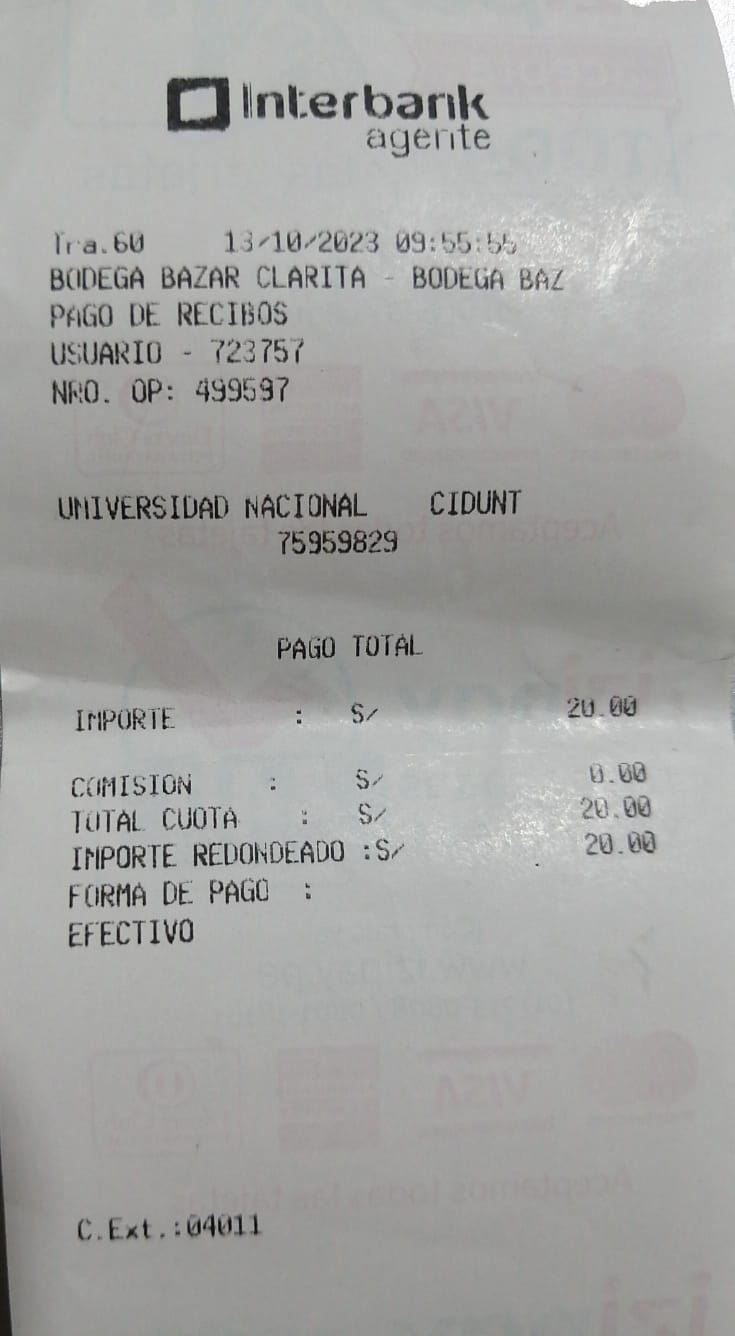 Interbank
agente
Tra.60 13/10/2023 09:55:55
BODEGA BAZAR CLARITA - BODEGA BAZ
PAGO DE RECIBOS
USUARIO - 723757
NRO. OP: 499597
UNIVERSIDAD NACIONAL CIDUNT
75959829
PAGO TOTAL
IMPORTE : S/ 20.00
COMISION : S/ 0.00
TOTAL CUOTA : S/ 20.00
IMPORTE REDONDEADO :S/ 20.00
FORMA DE PAGO :
EFECTIVO
C.Ext.:04011